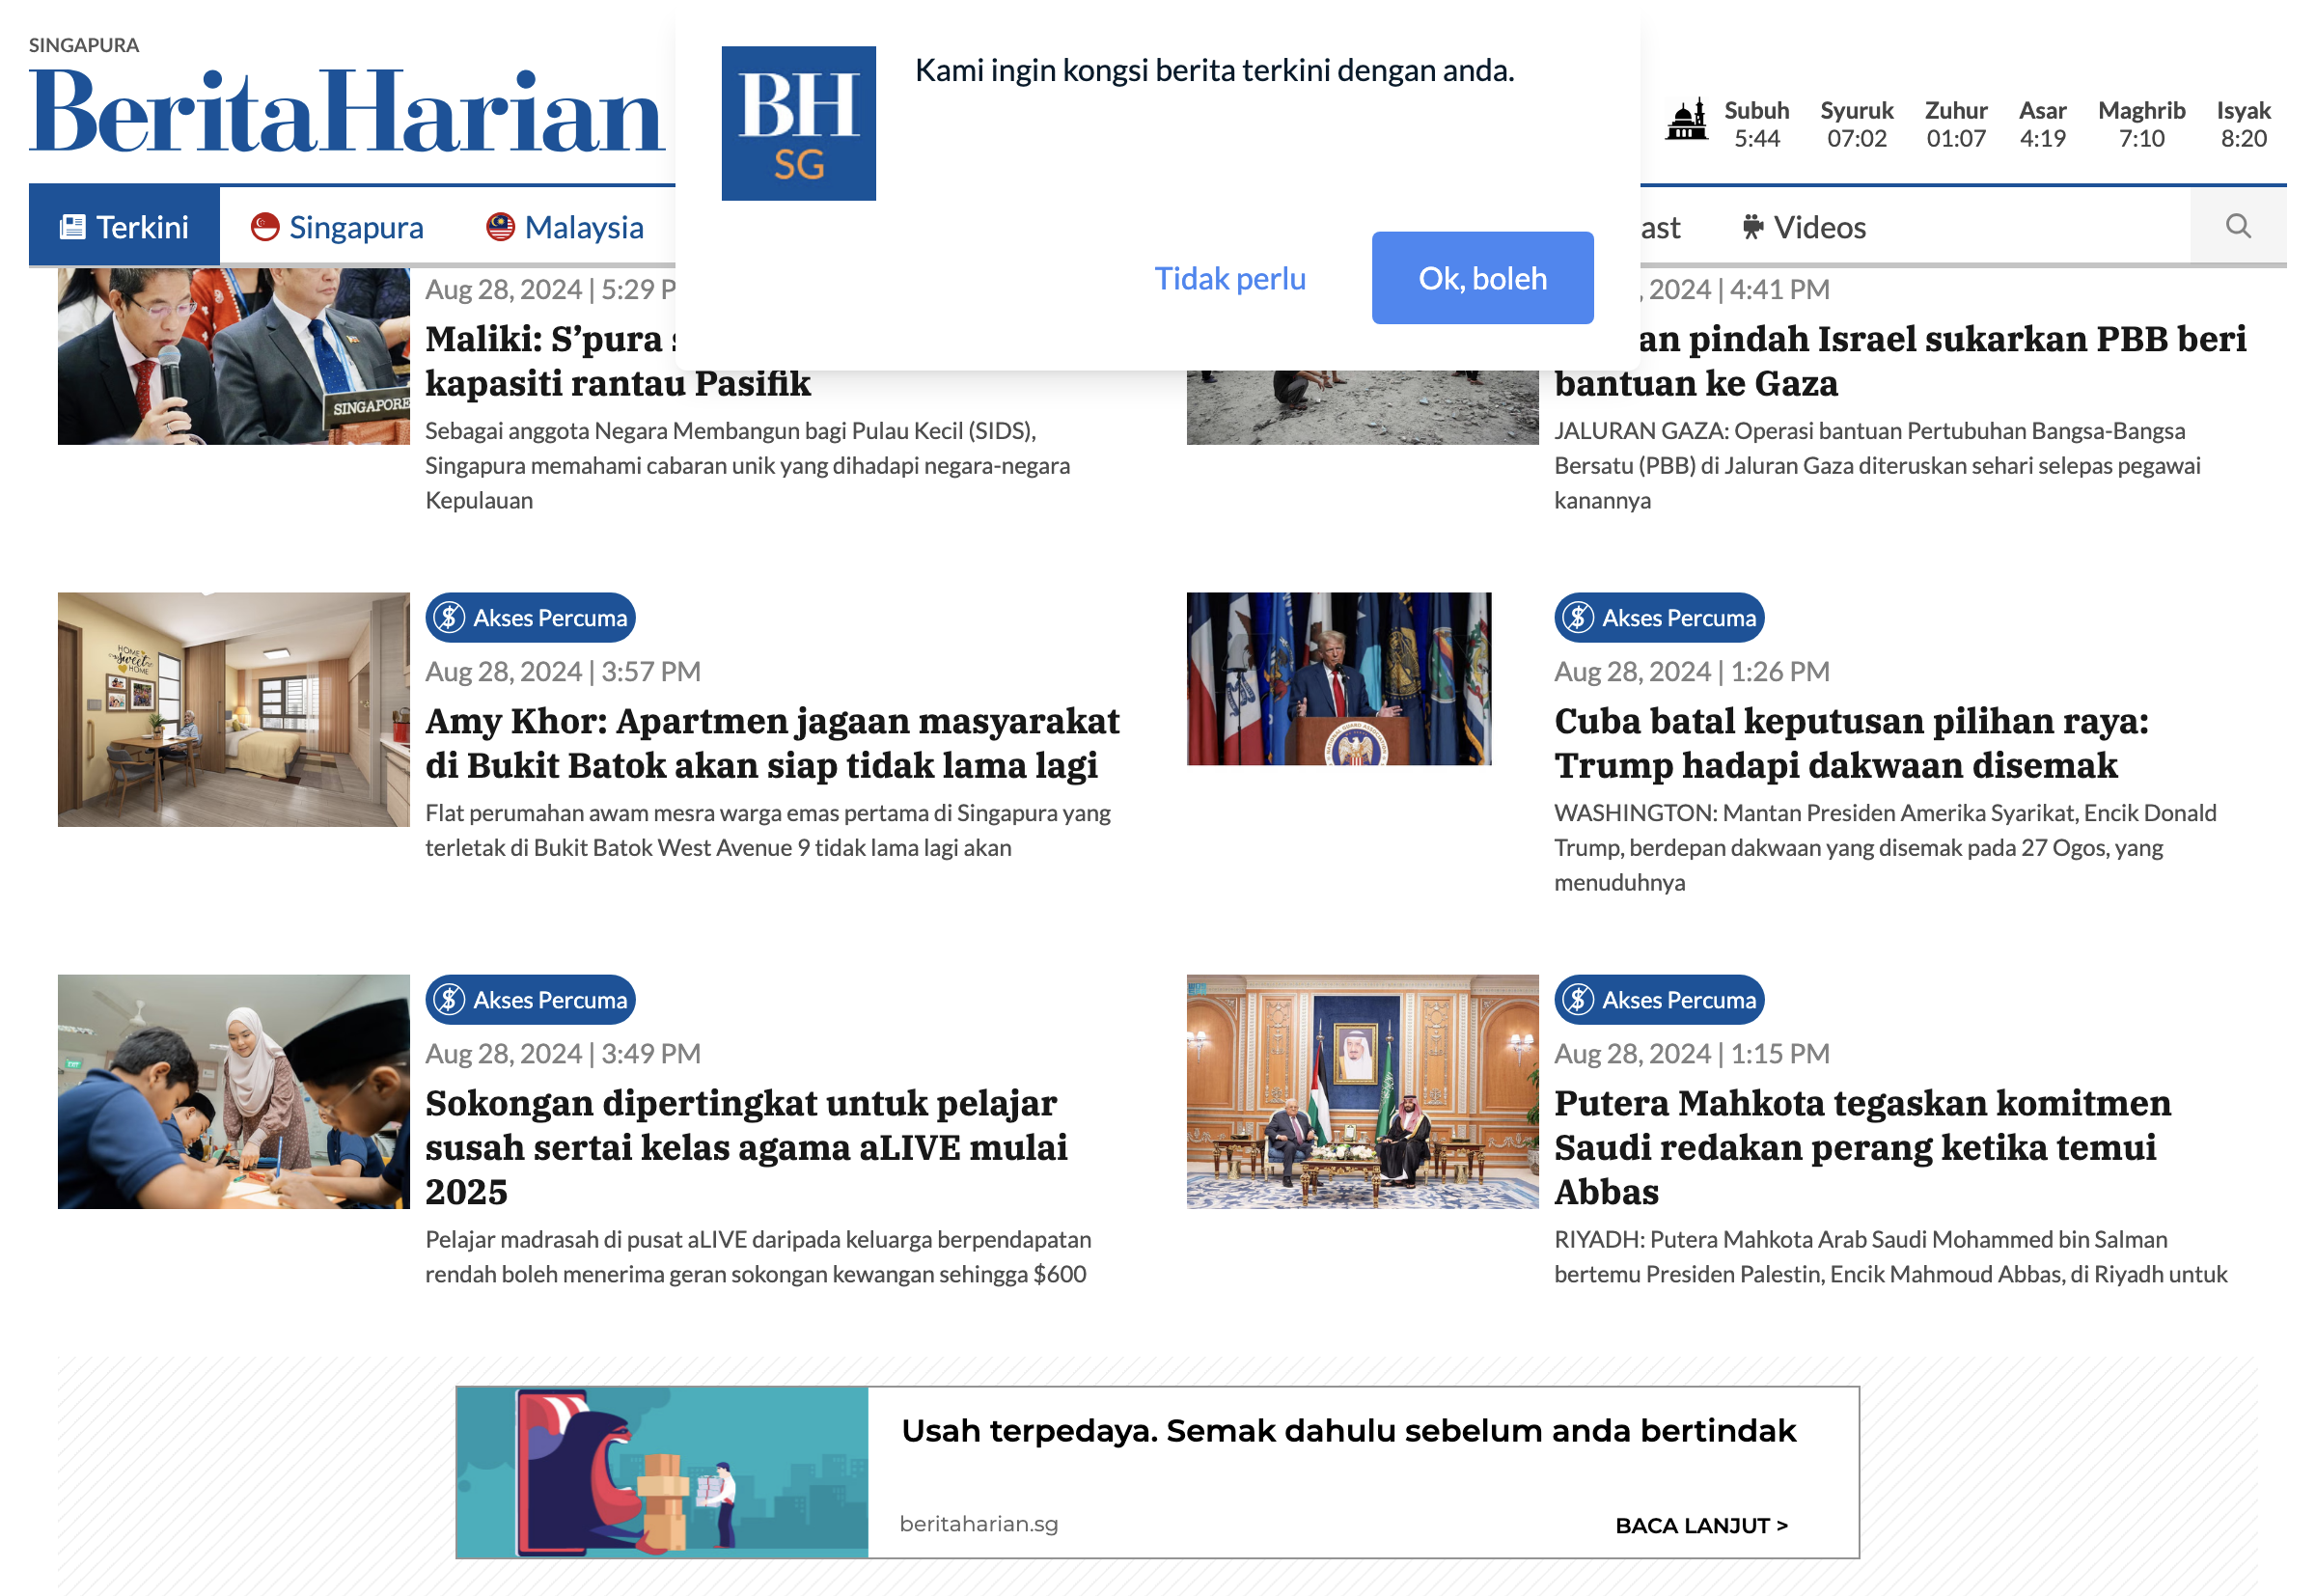 SINGAPURA
BeritaHarian
BH
SG
Kami ingin kongsi berita terkini dengan anda.
Tidak perlu
Ok, boleh
Subuh
5:44
Syuruk
07:02
Zuhur
01:07
Asar
4:19
Maghrib
7:10
Isyak
8:20
Terkini
Singapura
Malaysia
Videos
Aug 28, 2024 | 5:29
Maliki: S’pura
kapasiti rantau Pasifik
Sebagai anggota Negara Membangun bagi Pulau Kecil (SIDS),
Singapura memahami cabaran unik yang dihadapi negara-negara
Kepulauan
SINGAPORE
2024 | 4:41 PM
pindah Israel sukarkan PBB beri
bantuan ke Gaza
JALURAN GAZA: Operasi bantuan Pertubuhan Bangsa-Bangsa
Bersatu (PBB) di Jaluran Gaza diteruskan sehari selepas pegawai
kanannya
HOME
sweet
HOME
Akses Percuma
Aug 28, 2024 | 3:57 PM
Amy Khor: Apartmen jagaan masyarakat
di Bukit Batok akan siap tidak lama lagi
Flat perumahan awam mesra warga emas pertama di Singapura yang
terletak di Bukit Batok West Avenue 9 tidak lama lagi akan
Akses Percuma
Aug 28, 2024 | 1:26 PM
Cuba batal keputusan pilihan raya:
Trump hadapi dakwaan disemak
WASHINGTON: Mantan Presiden Amerika Syarikat, Encik Donald
Trump, berdepan dakwaan yang disemak pada 27 Ogos, yang
menuduhnya
Akses Percuma
Aug 28, 2024 | 3:49 PM
Sokongan dipertingkat untuk pelajar
susah sertai kelas agama aLIVE mulai
2025
Pelajar madrasah di pusat aLIVE daripada keluarga berpendapatan
rendah boleh menerima geran sokongan kewangan sehingga $600
Akses Percuma
Aug 28, 2024 | 1:15 PM
Putera Mahkota tegaskan komitmen
Saudi redakan perang ketika temui
Abbas
RIYADH: Putera Mahkota Arab Saudi Mohammed bin Salman
bertemu Presiden Palestin, Encik Mahmoud Abbas, di Riyadh untuk
Usah terpedaya. Semak dahulu sebelum anda bertindak
beritaharian.sg
BACA LANJUT >